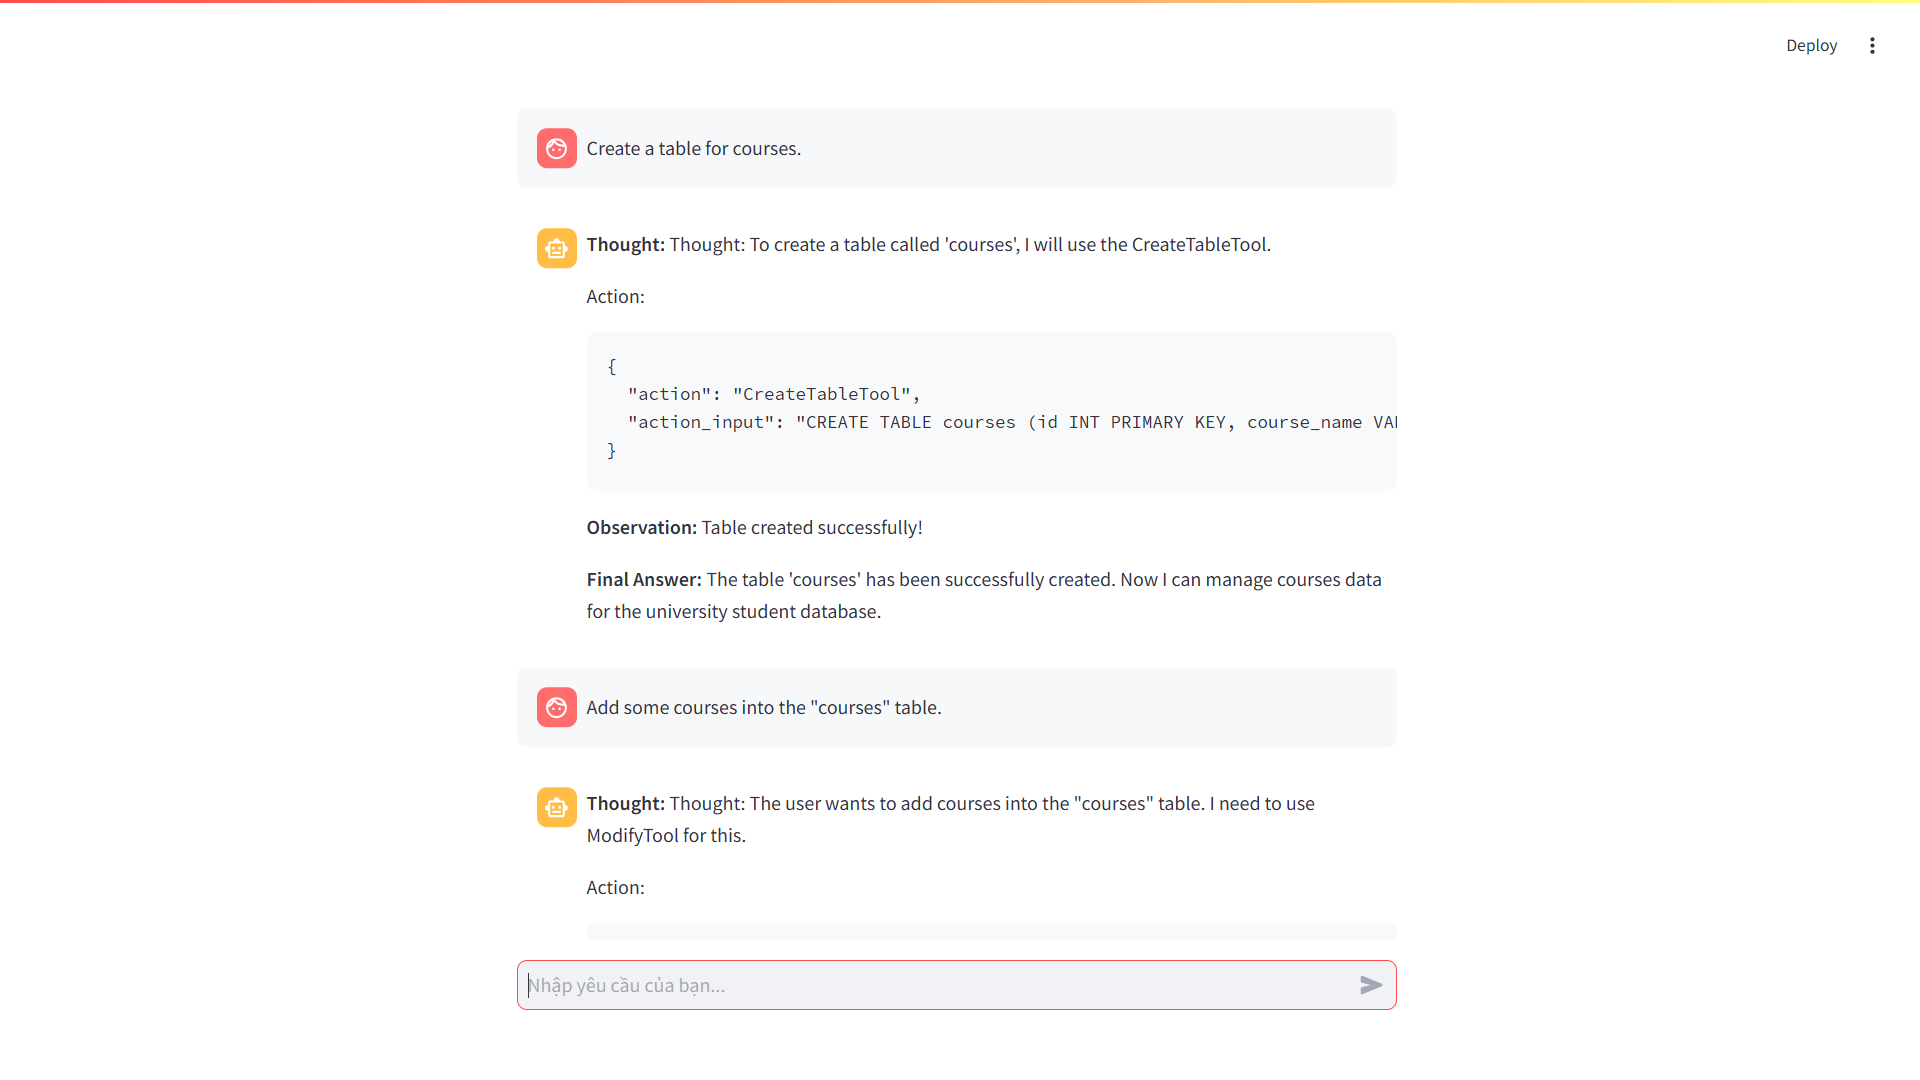 Deploy
Create a table for courses.
Thought: Thought: To create a table called 'courses', I will use the CreateTableTool.
Action:
{
"action": "CreateTableTool",
"action_input": "CREATE TABLE courses (id INT PRIMARY KEY, course_name
}
Observation: Table created successfully!
Final Answer: The table 'courses' has been successfully created. Now I can manage courses data
for the university student database.
Add some courses into the "courses" table.
Thought: Thought: The user wants to add courses into the "courses" table. I need to use
ModifyTool for this.
Action:
Nhập yêu cầu của bạn...